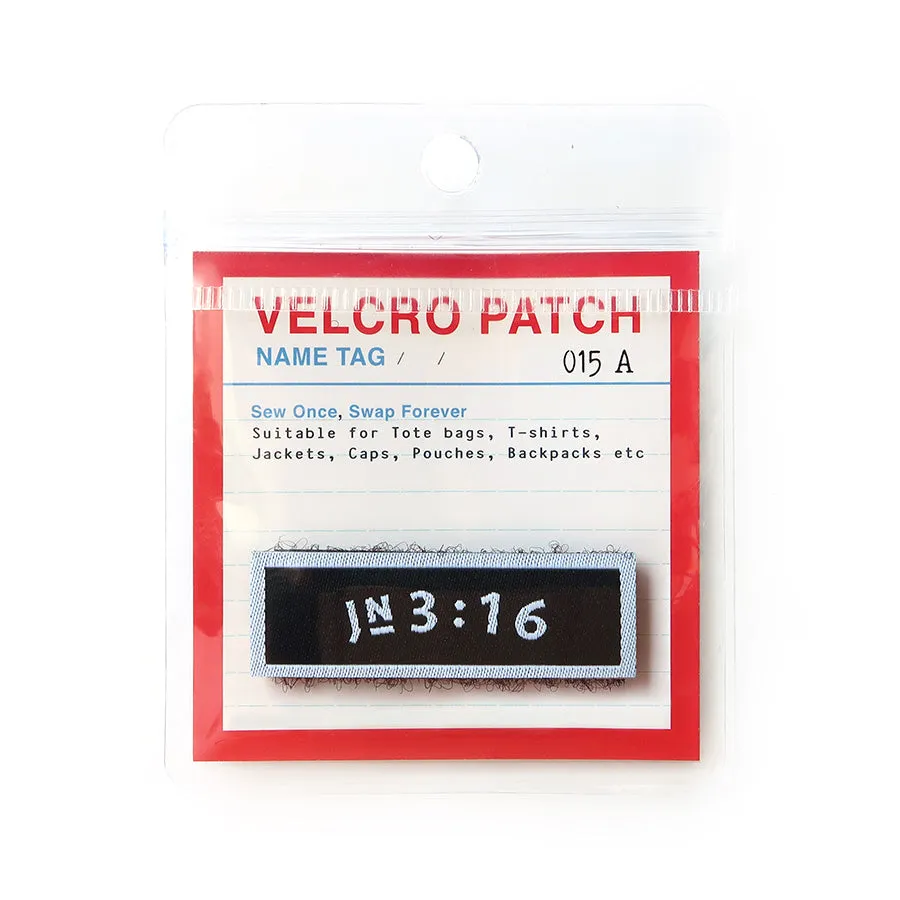 VELCRO PATCH
NAME TAG / / 015 A
Sew Once, Swap Forever
Suitable for Tote bags, T-shirts,
Jackets, Caps, Pouches, Backpacks etc
JN 3:16